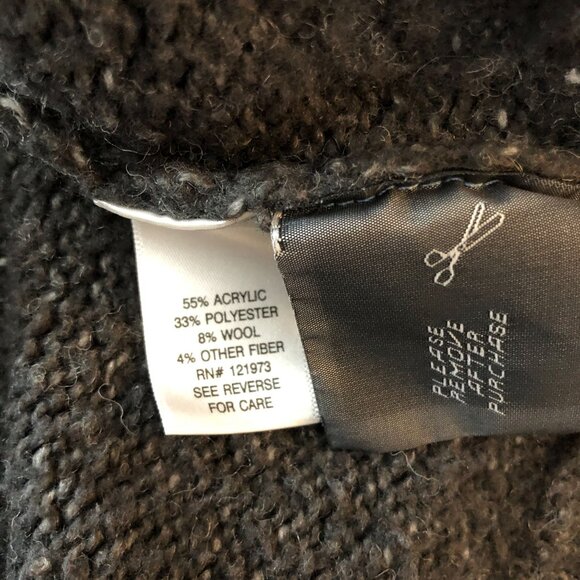 55% ACRYLIC
33% POLYESTER
8% WOOL
4% OTHER FIBER
RN# 121973
SEE REVERSE
FOR CARE
PLEASE
REMOVE
AFTER
PURCHASE